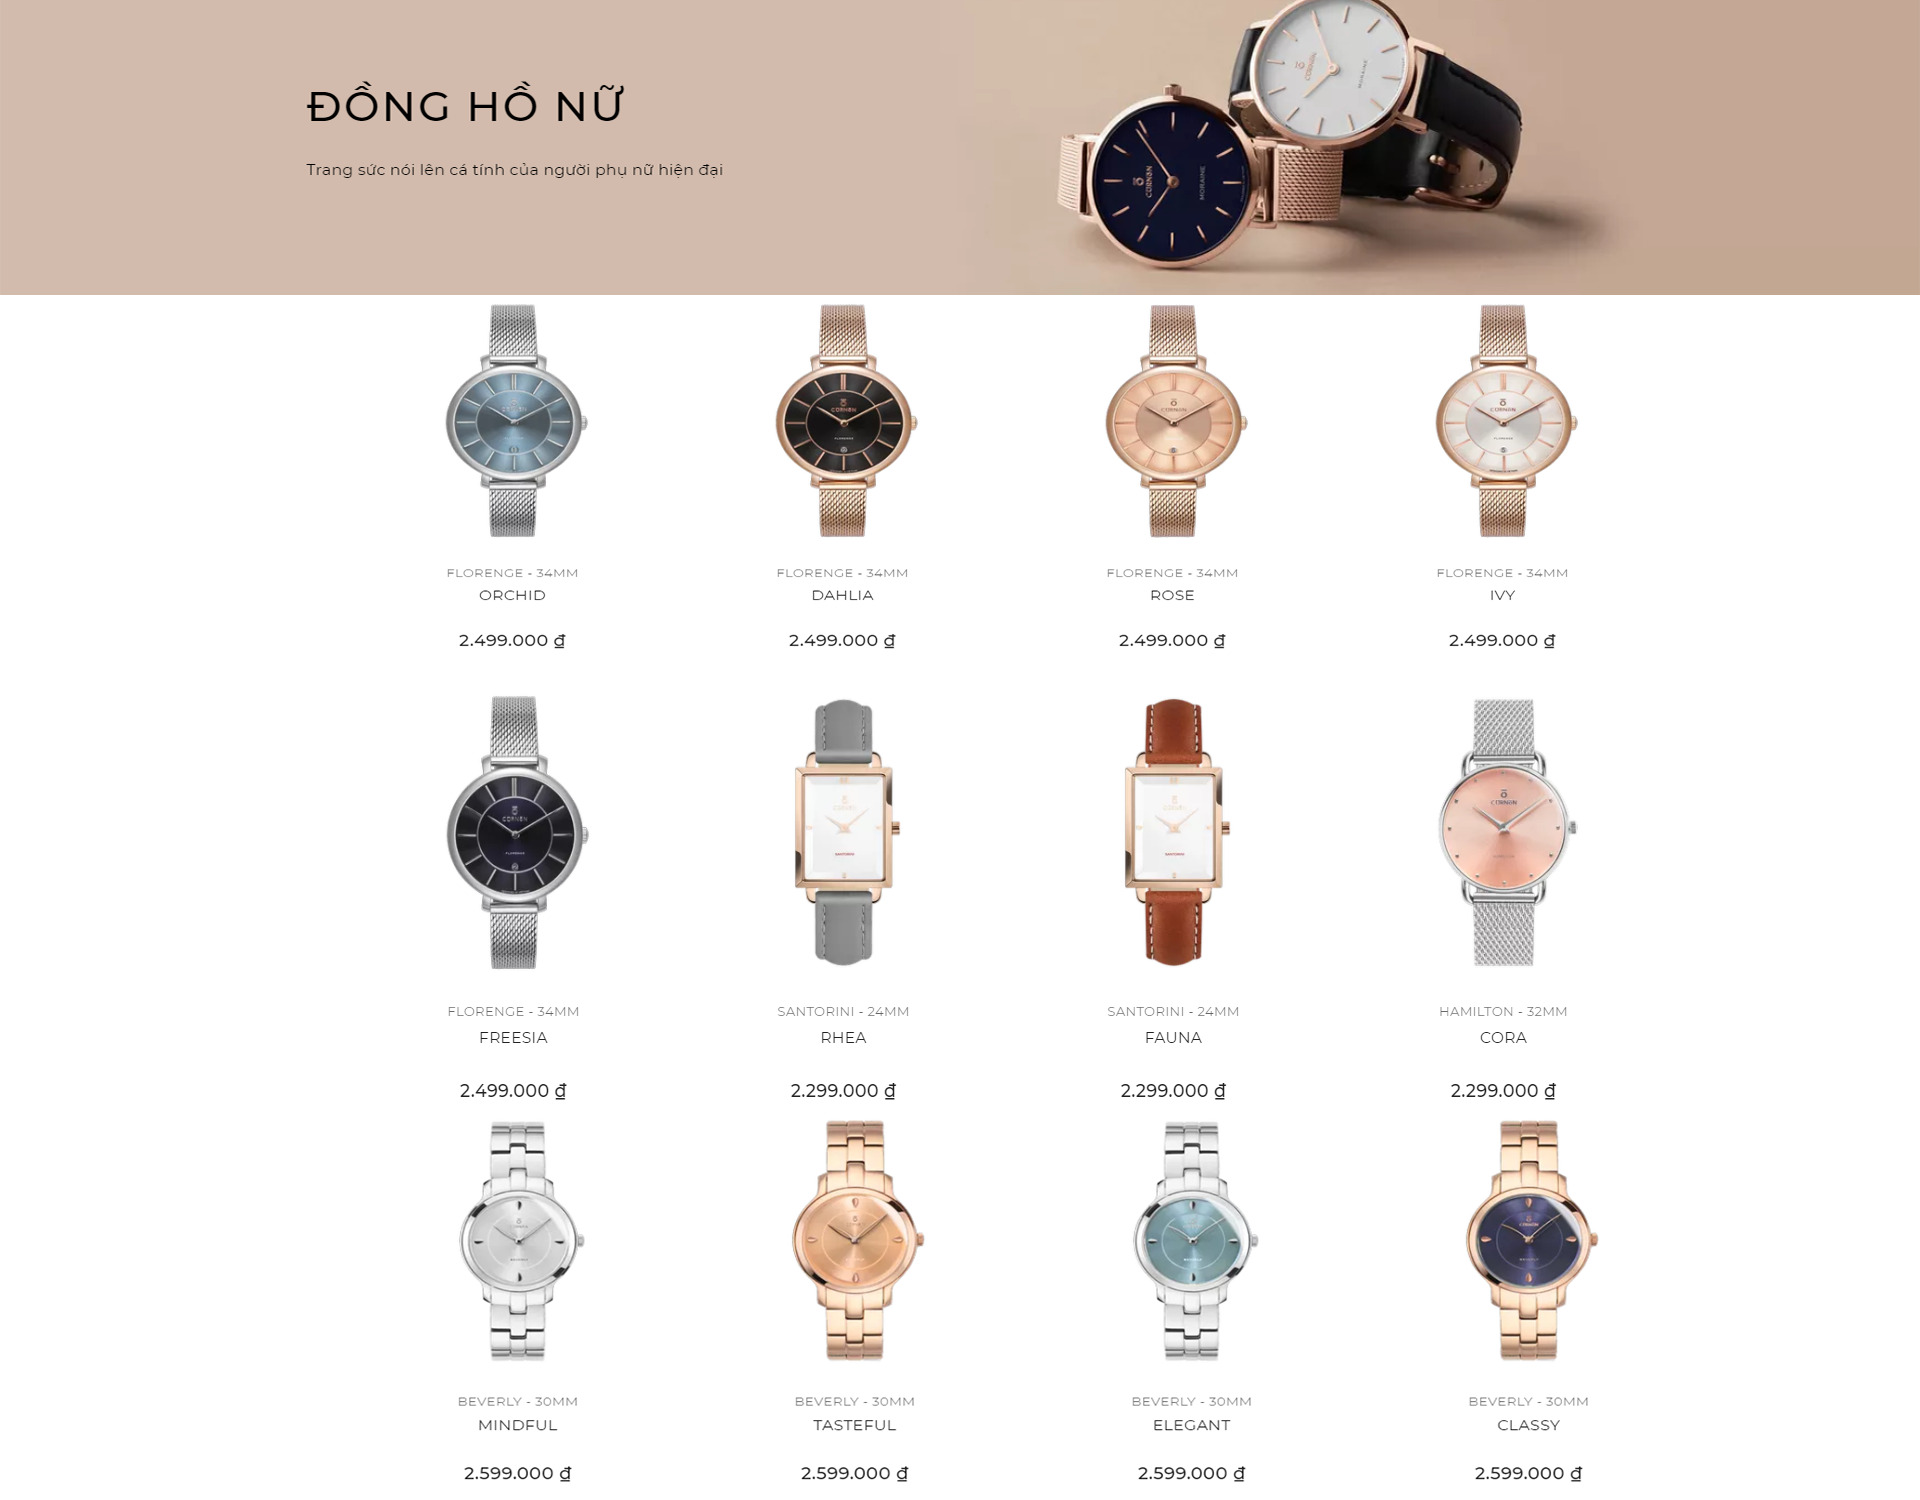 ĐỒNG HỒ NỮ
Trang sức nói lên cá tính của người phụ nữ hiện đại
CORNEN
MORAINE
CORNEN
MORAINE
FLORENGE - 34MM
ORCHID
2.499.000 ₫
FLORENGE - 34MM
DAHLIA
2.499.000 ₫
FLORENGE - 34MM
ROSE
2.499.000 ₫
FLORENGE - 34MM
IVY
2.499.000 ₫
FLORENGE - 34MM
FREESIA
2.499.000 ₫
SANTORINI - 24MM
RHEA
2.299.000 ₫
SANTORINI - 24MM
FAUNA
2.299.000 ₫
HAMILTON - 32MM
CORA
2.299.000 ₫
BEVERLY - 30MM
MINDFUL
2.599.000 ₫
BEVERLY - 30MM
TASTEFUL
2.599.000 ₫
BEVERLY - 30MM
ELEGANT
2.599.000 ₫
BEVERLY - 30MM
CLASSY
2.599.000 ₫